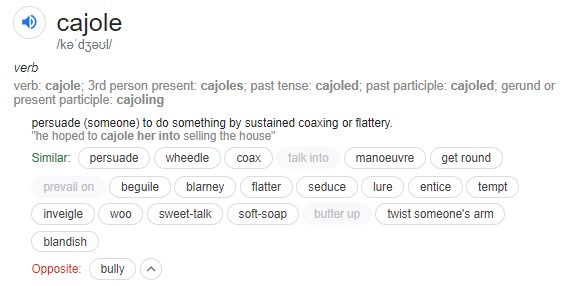 cajole
/kəˈdʒəʊl/
verb
verb: cajole; 3rd person present: cajoles; past tense: cajoled; past participle: cajoled; gerund or
present participle: cajoling
persuade (someone) to do something by sustained coaxing or flattery.
"he hoped to cajole her into selling the house"
Similar: persuade wheedle coax talk into manoeuvre get round
prevail on beguile blarney flatter seduce lure entice tempt
inveigle woo sweet-talk soft-soap butter up twist someone's arm
blandish
Opposite: bully